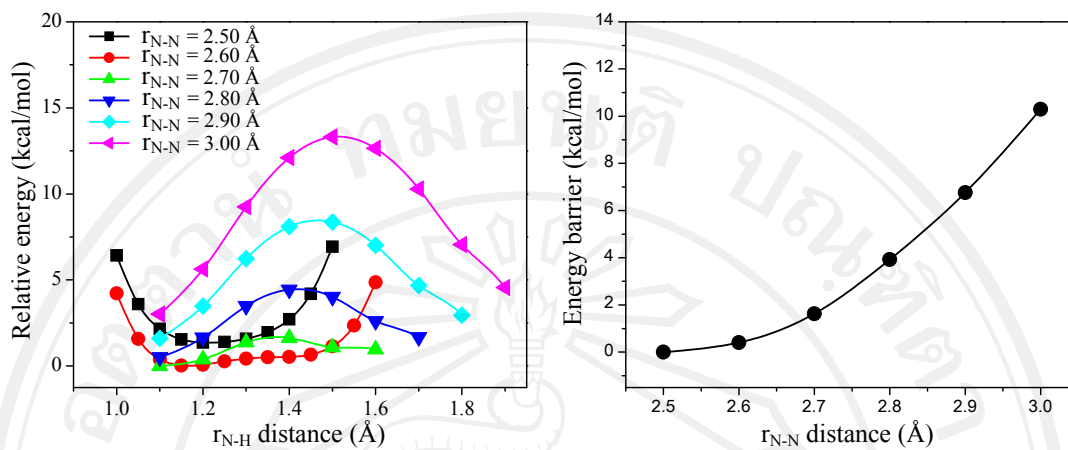 20
15
10
5
0
Relative energy (kcal/mol)
r N-N = 2.50 Å
r N-N = 2.60 Å
r N-N = 2.70 Å
r N-N = 2.80 Å
r N-N = 2.90 Å
r N-N = 3.00 Å
1.0 1.2 1.4 1.6 1.8
r N-H distance (Å)
14
12
10
8
6
4
2
0
Energy barrier (kcal/mol)
2.5 2.6 2.7 2.8 2.9 3.0
r N-N distance (Å)